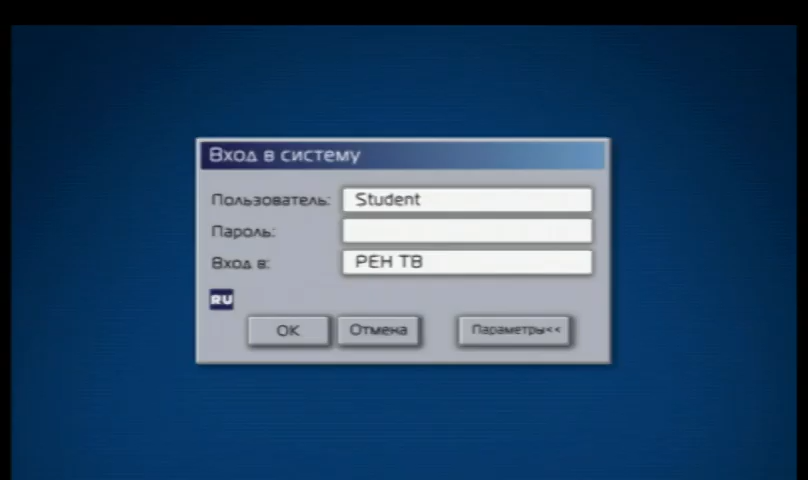 Вход в систему
Пользователь: Student
Пароль:
Вход в: РЕН ТВ
RU
OK Отмена Параметры<<